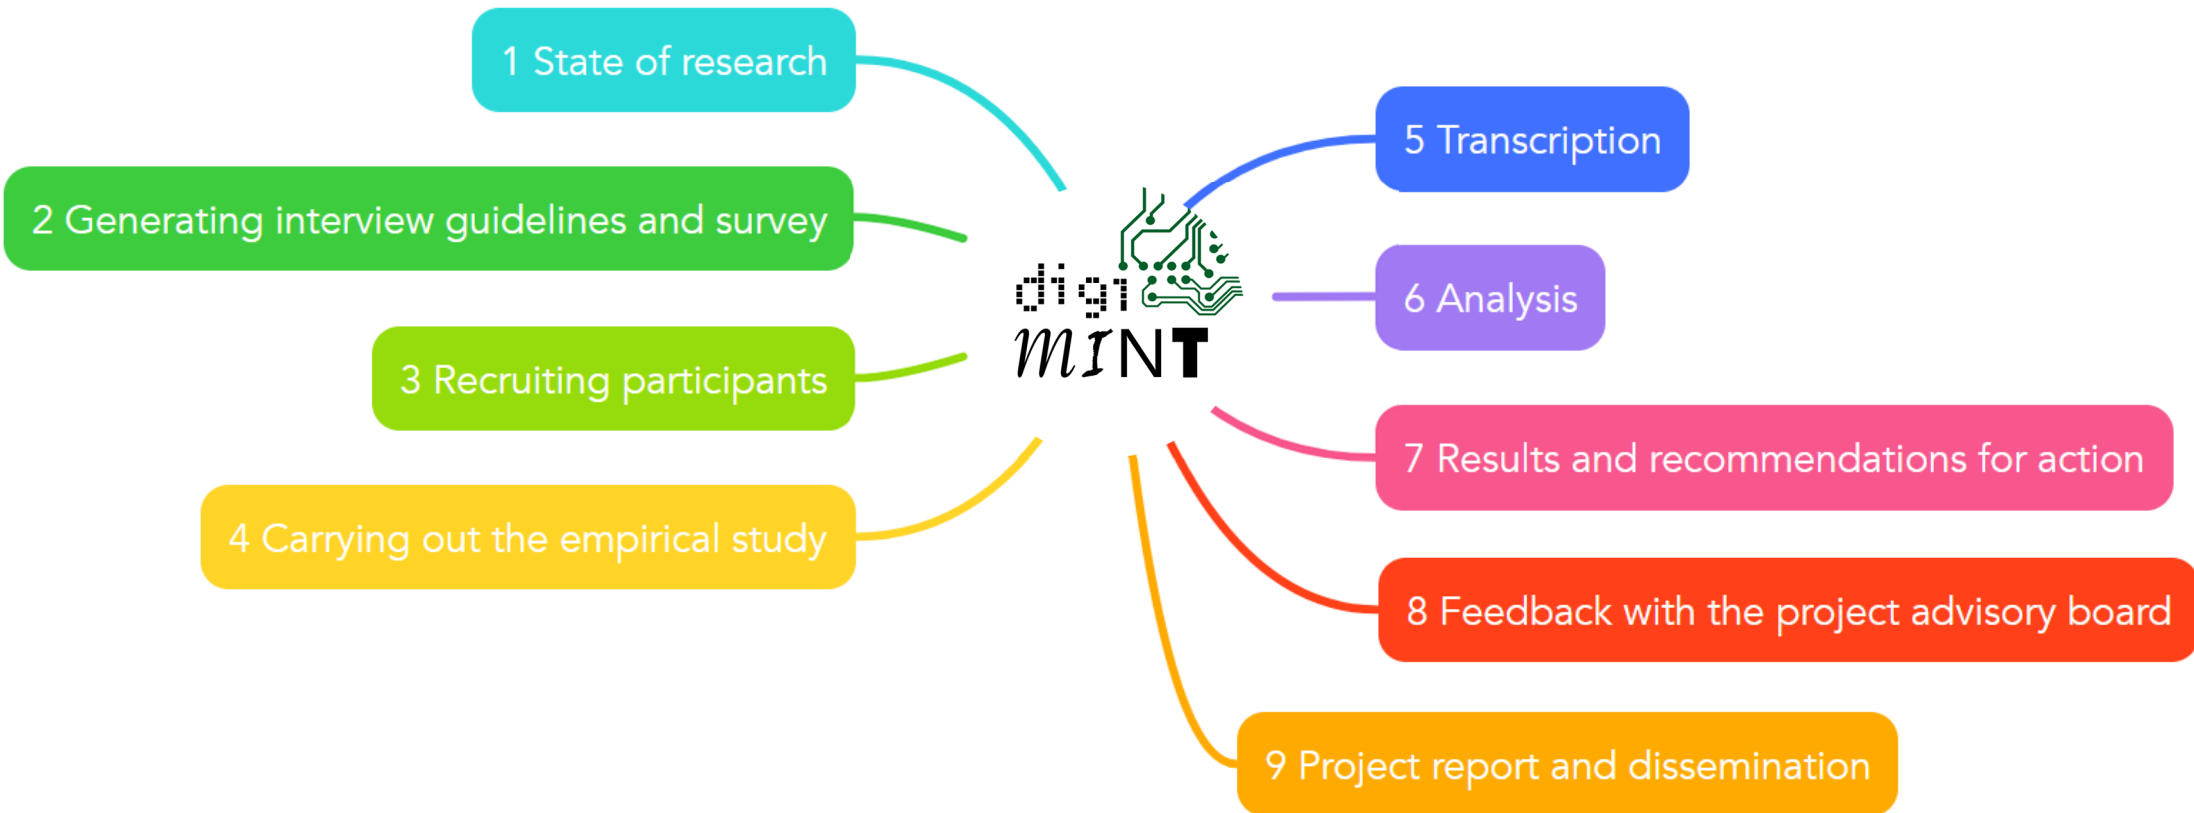 1 State of research
2 Generating interview guidelines and survey
3 Recruiting participants
4 Carrying out the empirical study
digi
MINT
5 Transcription
6 Analysis
7 Results and recommendations for action
8 Feedback with the project advisory board
9 Project report and dissemination